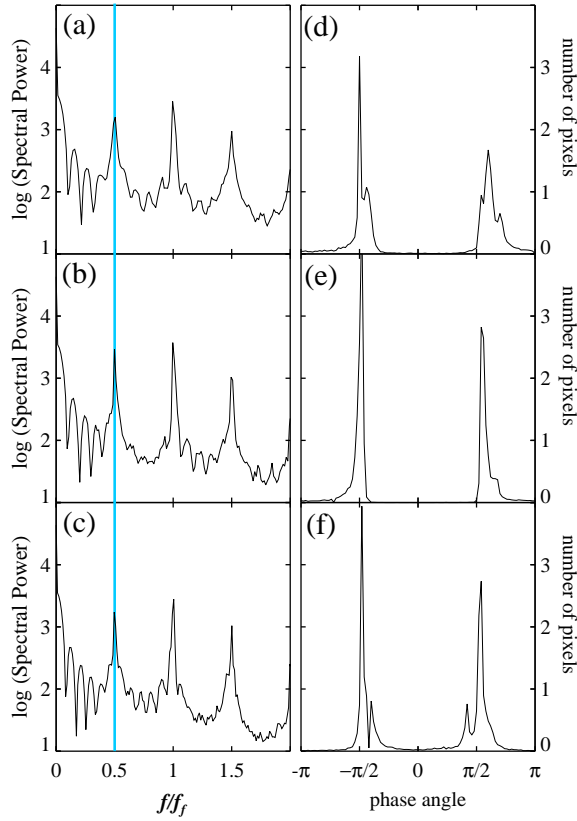 (a)
(d)
log (Spectral Power)
4
3
2
1
number of pixels
3
2
1
0
(b)
(e)
log (Spectral Power)
4
3
2
1
number of pixels
3
2
1
0
(c)
(f)
log (Spectral Power)
4
3
2
1
number of pixels
3
2
1
0
0 0.5 1 1.5
f/f_f
-π −π/2 0 π/2 π
phase angle